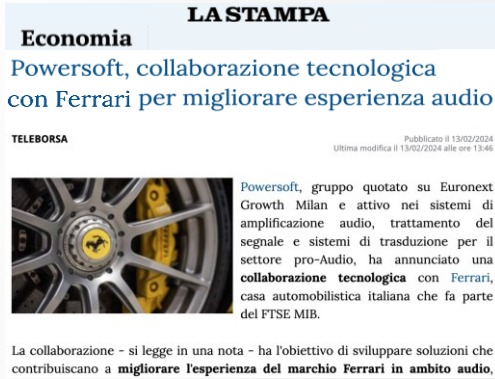 LA STAMPA
Economia
Powersoft, collaborazione tecnologica
con Ferrari per migliorare esperienza audio
TELEBORSA
Pubblicato il 13/02/2024
Ultima modifica il 13/02/2024 alle ore 13:46
Powersoft, gruppo quotato su Euronext
Growth Milan e attivo nei sistemi di
amplificazione audio, trattamento del
segnale e sistemi di trasduzione per il
settore pro-Audio, ha annunciato una
collaborazione tecnologica con Ferrari,
casa automobilistica italiana che fa parte
del FTSE MIB.
La collaborazione - si legge in una nota - ha l'obiettivo di sviluppare soluzioni che
contribuiscano a migliorare l'esperienza del marchio Ferrari in ambito audio,